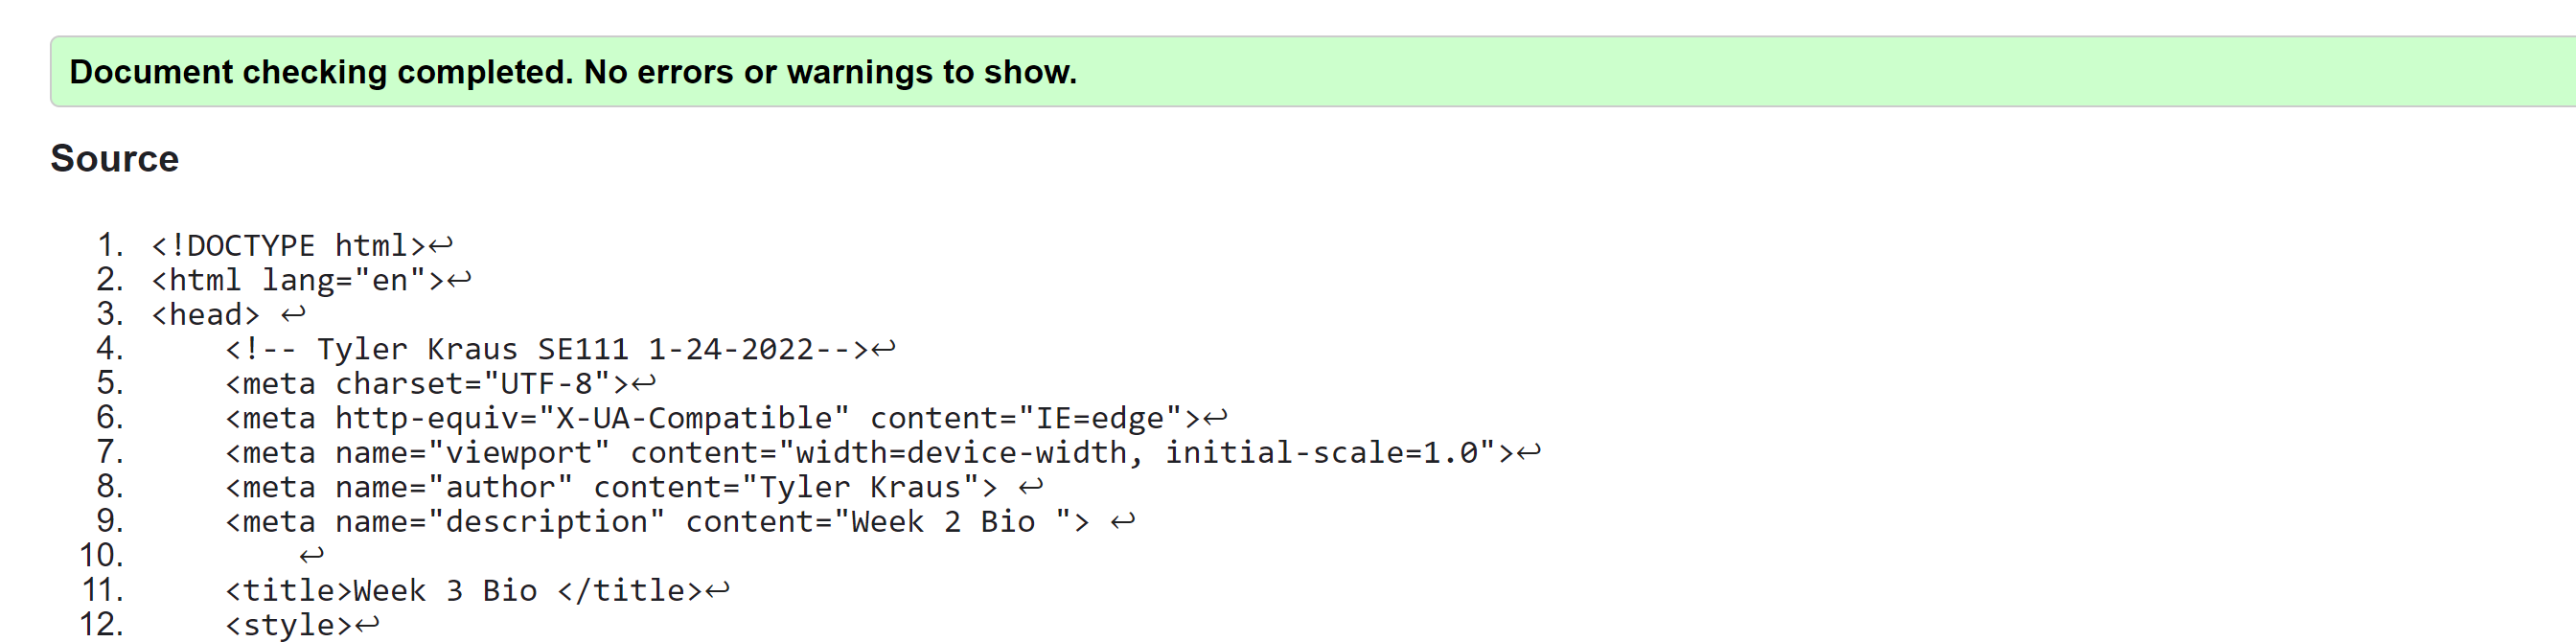 Document checking completed. No errors or warnings to show.
Source
1. <!DOCTYPE html>↩
2. <html lang="en">↩
3. <head> ↩
4.     <!-- Tyler Kraus SE111 1-24-2022-->↩
5.     <meta charset="UTF-8">↩
6.     <meta http-equiv="X-UA-Compatible" content="IE=edge">↩
7.     <meta name="viewport" content="width=device-width, initial-scale=1.0">↩
8.     <meta name="author" content="Tyler Kraus"> ↩
9.     <meta name="description" content="Week 2 Bio "> ↩
10.         ↩
11.     <title>Week 3 Bio </title>↩
12.     <style>↩